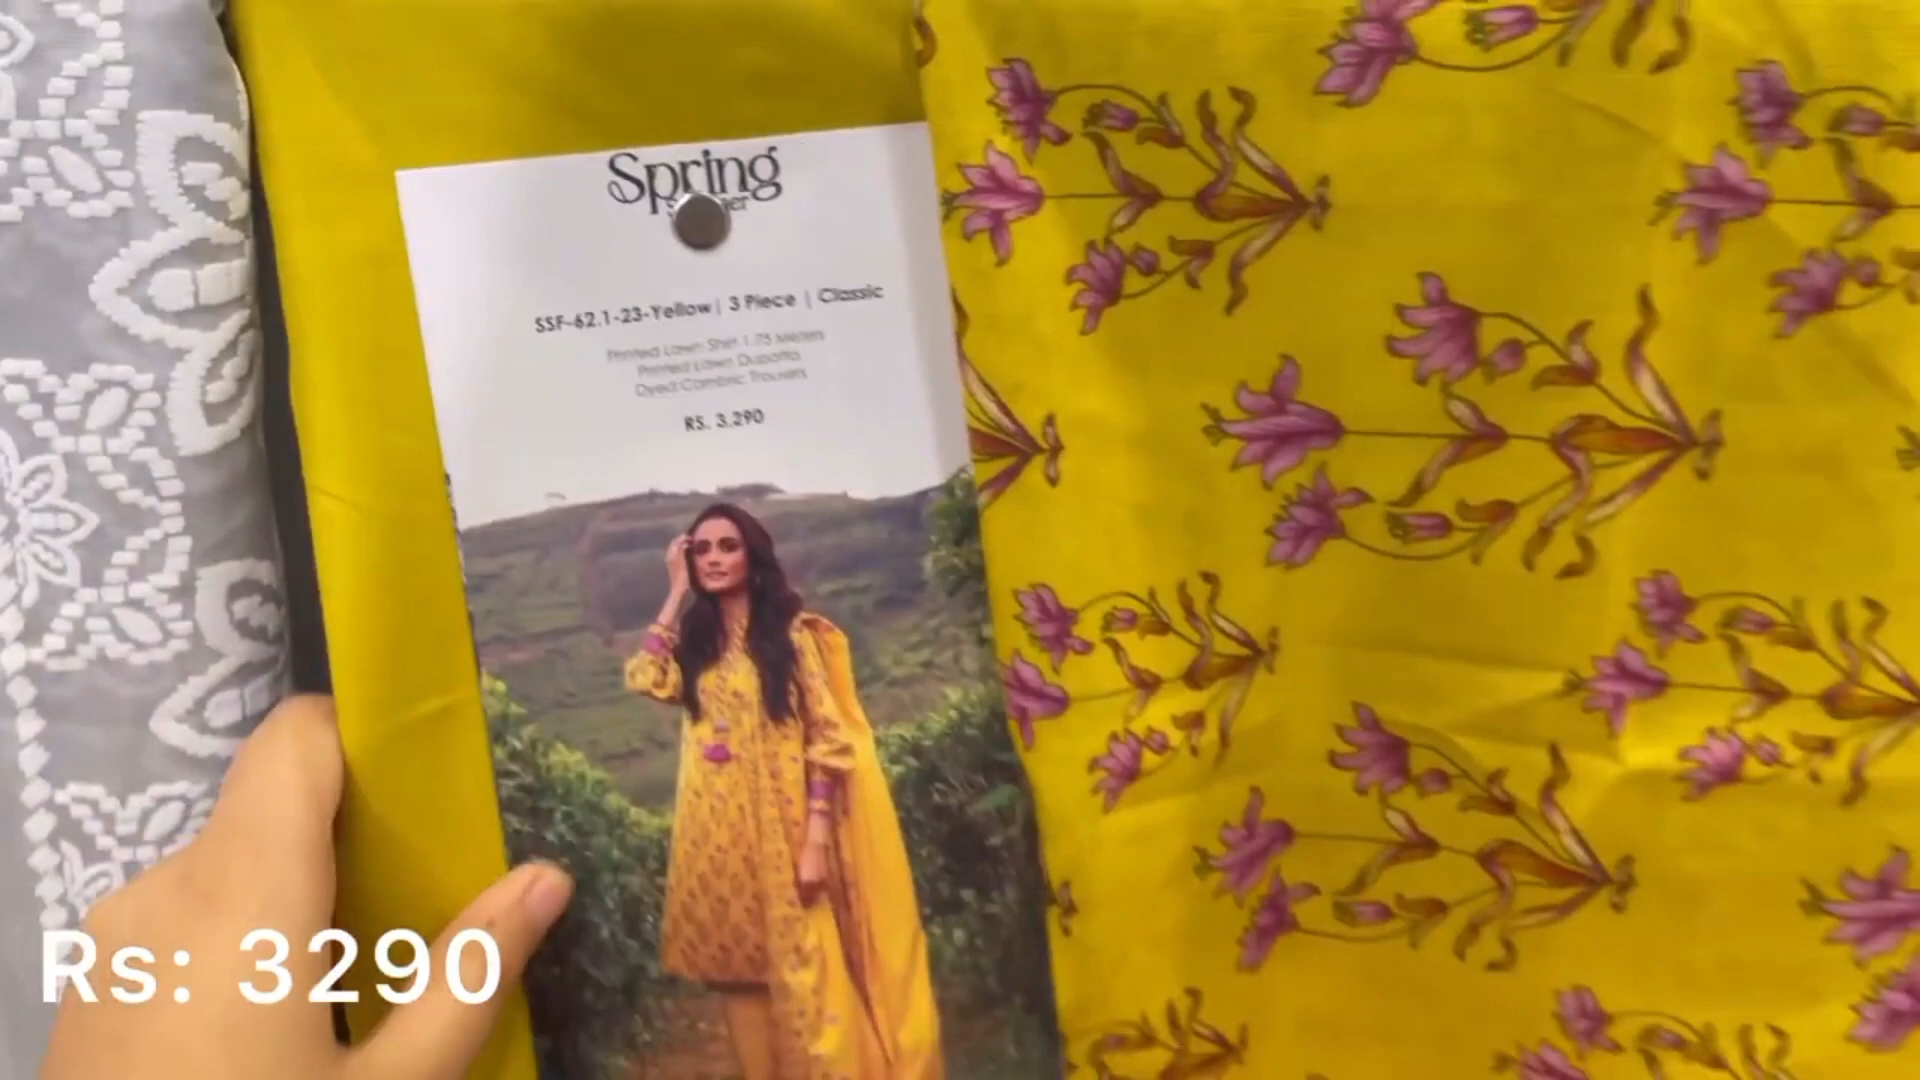 Spring
SSF-62.1-23-Yellow | 3 Piece | Classic
Printed Lawn Shirt 1.75 Meters
Printed Lawn Dupatta
Dyed Cambric Trousers
RS. 3,290
Rs: 3290